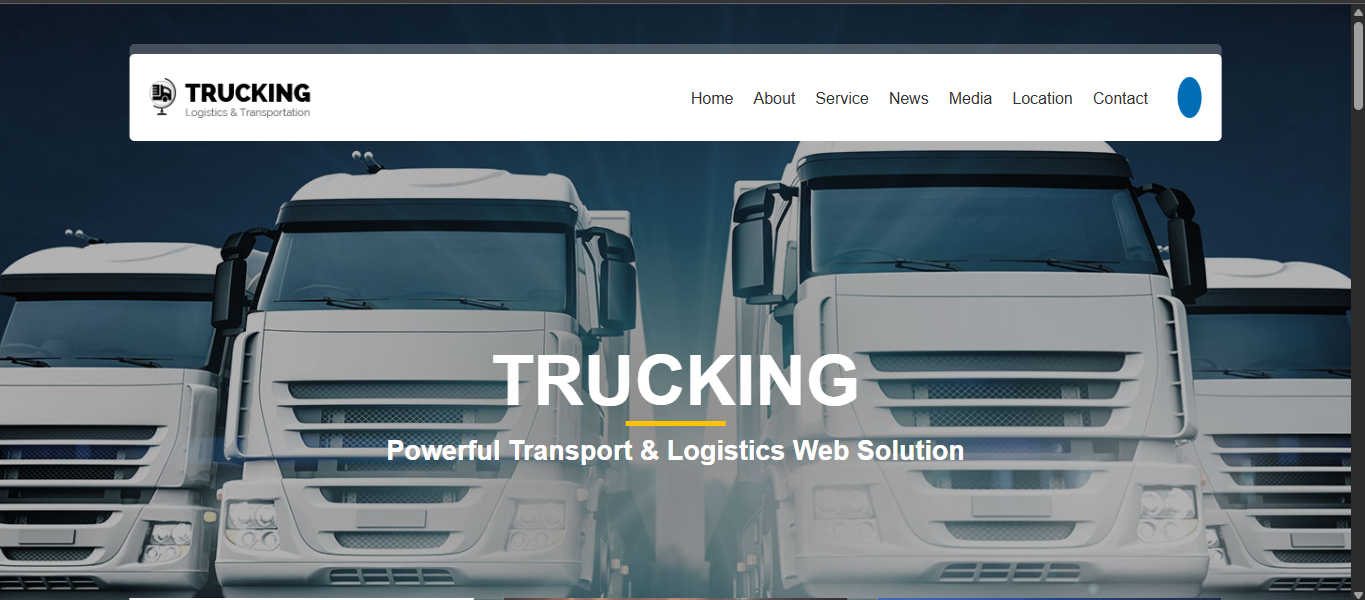 TRUCKING
Logistics & Transportation
Home About Service News Media Location Contact
TRUCKING
Powerful Transport & Logistics Web Solution